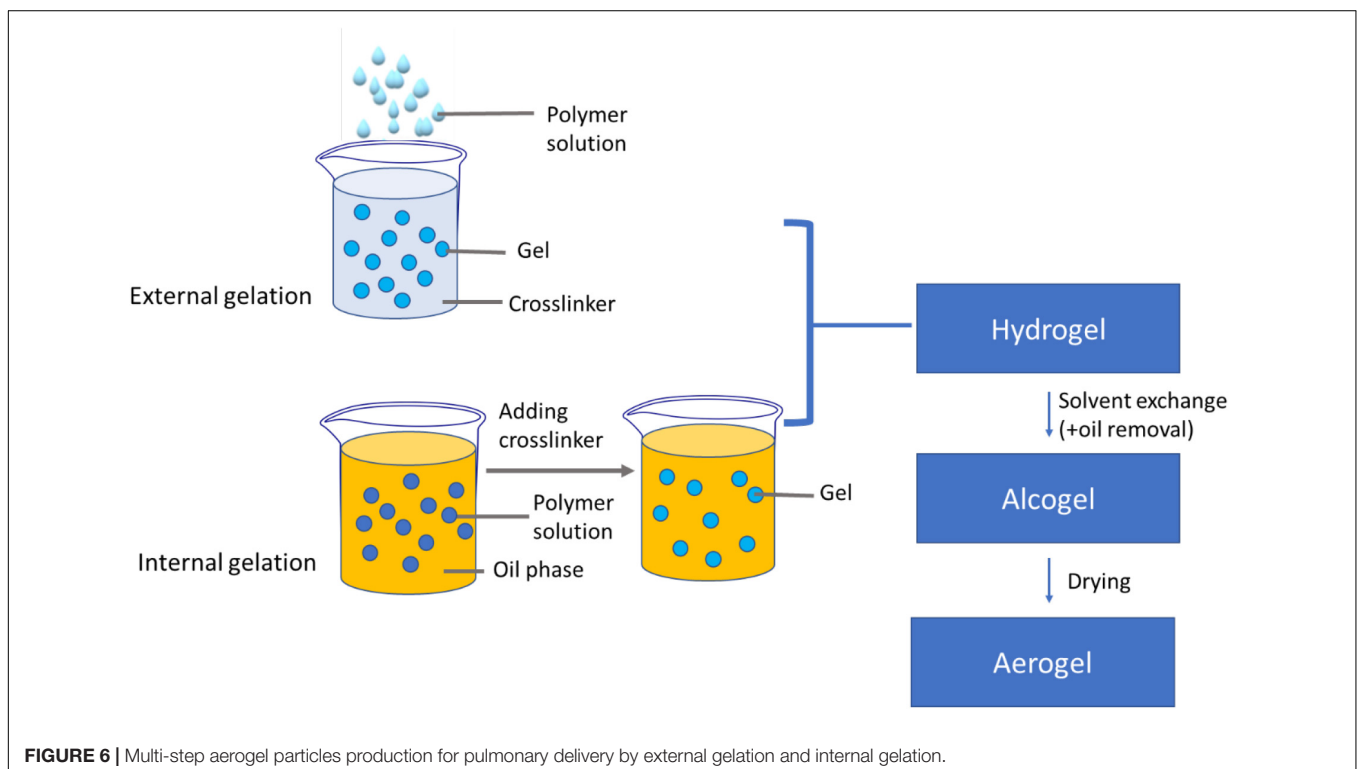 Polymer
solution
Gel
External gelation
Crosslinker
Adding
crosslinker
Polymer
solution
Internal gelation
Oil phase
Gel
Hydrogel
Solvent exchange
(+oil removal)
Alcogel
Drying
Aerogel
FIGURE 6 | Multi-step aerogel particles production for pulmonary delivery by external gelation and internal gelation.